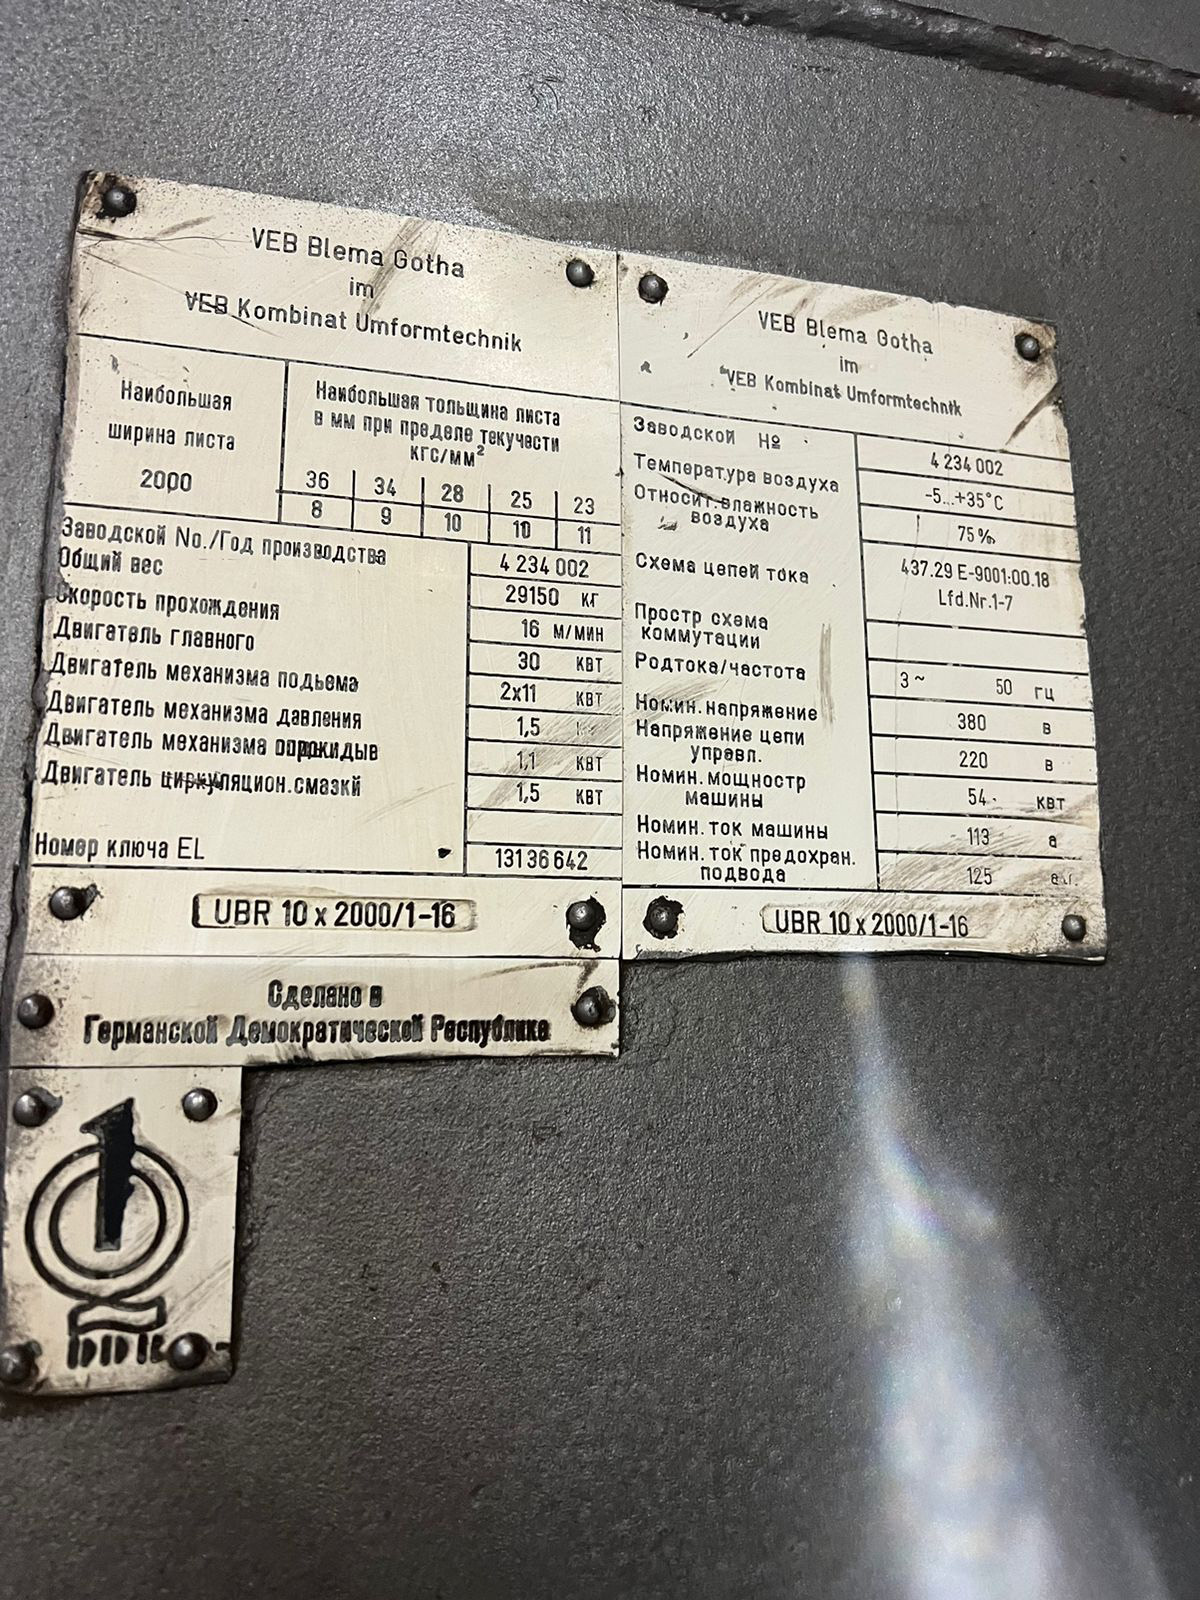 VEB Blema Gotha
im
VEB Kombinat Umformtechnik
Наибольшая
ширина листа
2000
Наибольшая толщина листа
в мм при пределе текучести
кгс/мм²
36 34 28 25 23
8 9 10 10 11
Заводской No./Год производства 4 234 002
Общий вес 29150 кг
Скорость прохождения 16 м/мин
Двигатель главного 30 квт
Двигатель механизма подьема 2x11 квт
Двигатель механизма давления 1,5
Двигатель механизма 1,1 квт
Двигатель циркуляцион.смазкй 1,5 квт
Номер ключа EL 131 36 642
UBR 10 x 2000/1-16
Сделано в
Германской Демократической Республике
1
DDR
VEB Blema Gotha
im
VEB Kombinat Umformtechnik
Заводской № 4 234 002
Температура воздуха -5...+35°C
Относит.влажность
воздуха 75%
Схема цепей тока 437.29 E-9001:00.18
Lfd.Nr.1-7
Простр схема
коммутации
Родтока/частота 3~ 50 гц
Номин.напряжение 380 в
Напряжение цепи
управл. 220 в
Номин.мощностр
машины 54 квт
Номин.ток машины 113 а
Номин.ток предохран.
подвода 125
UBR 10 x 2000/1-16